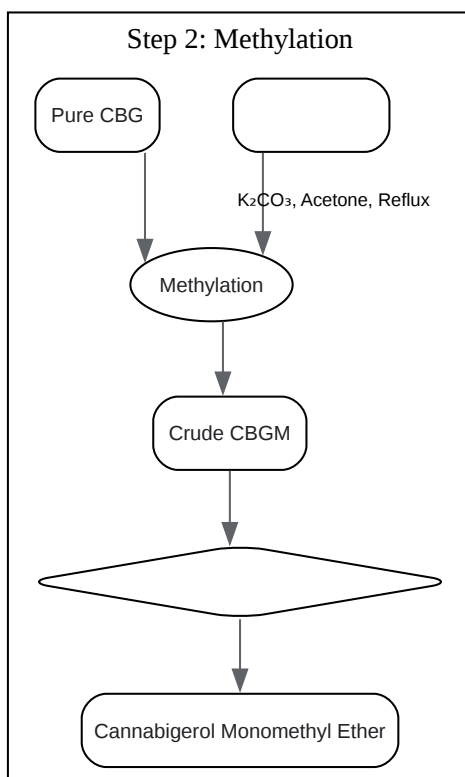 Step 2: Methylation
Pure CBG
K₂CO₃, Acetone, Reflux
Methylation
Crude CBGM
Cannabigerol Monomethyl Ether